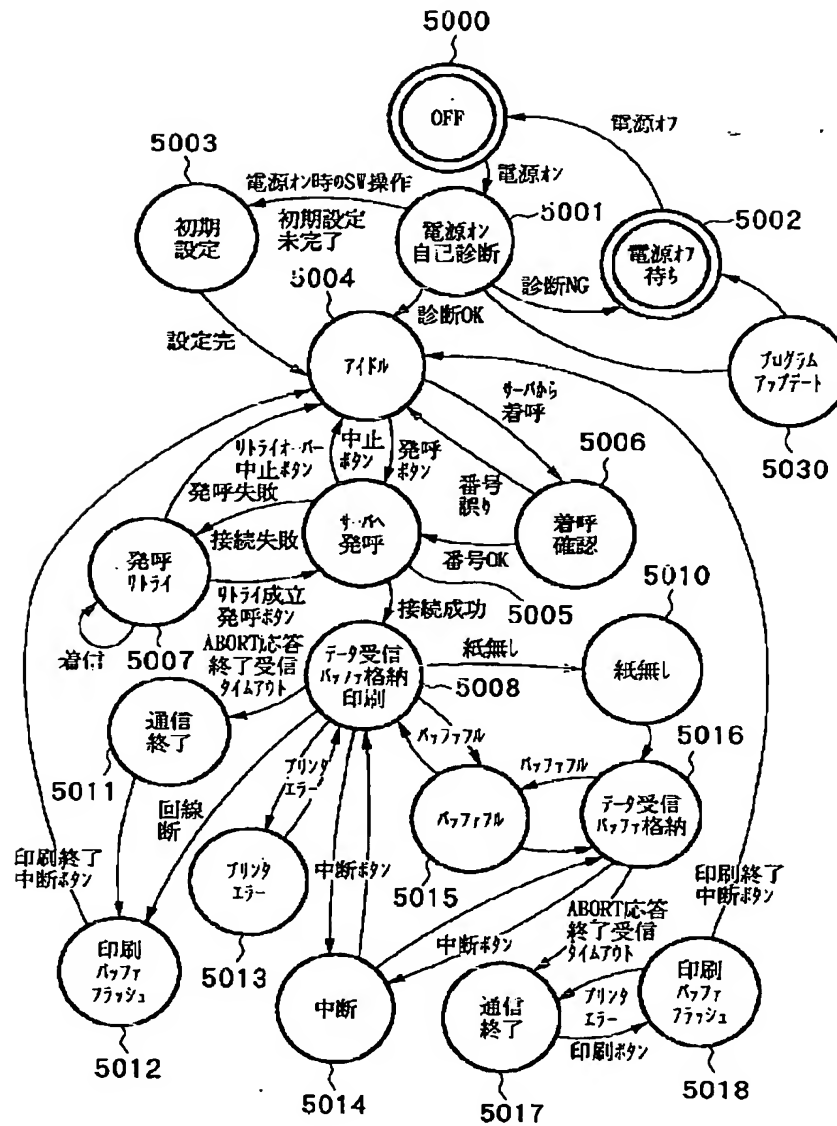 5000
OFF
電源オフ
5003
電源オン時のSW操作
電源オン
5001
5002
初期
設定
初期設定
未完了
電源オン
自己診断
電源オフ
待ち
5004
診断NG
診断OK
設定完
アイドル
プログラム
アップデート
サーバから
着呼
5030
リトライオーバー
中止ボタン
発呼失敗
中止
ボタン
発呼
ボタン
5006
番号
誤り
着呼
確認
発呼
リトライ
接続失敗
サーバへ
発呼
番号OK
リトライ成立
発呼ボタン
5005
5010
接続成功
着信
5007
ABORT応答
終了受信
タイムアウト
データ受信
バッファ格納
印刷
紙無し
5008
紙無し
通信
終了
5016
バッファフル
プリンタ
エラー
バッファフル
5011
回線
断
バッファフル
データ受信
バッファ格納
印刷終了
中断ボタン
プリンタ
エラー
中断ボタン
5015
印刷終了
中断ボタン
5013
中断ボタン
ABORT応答
終了受信
タイムアウト
印刷
バッファ
フラッシュ
中断
通信
終了
プリンタ
エラー
印刷ボタン
印刷
バッファ
フラッシュ
5012
5014
5017
5018